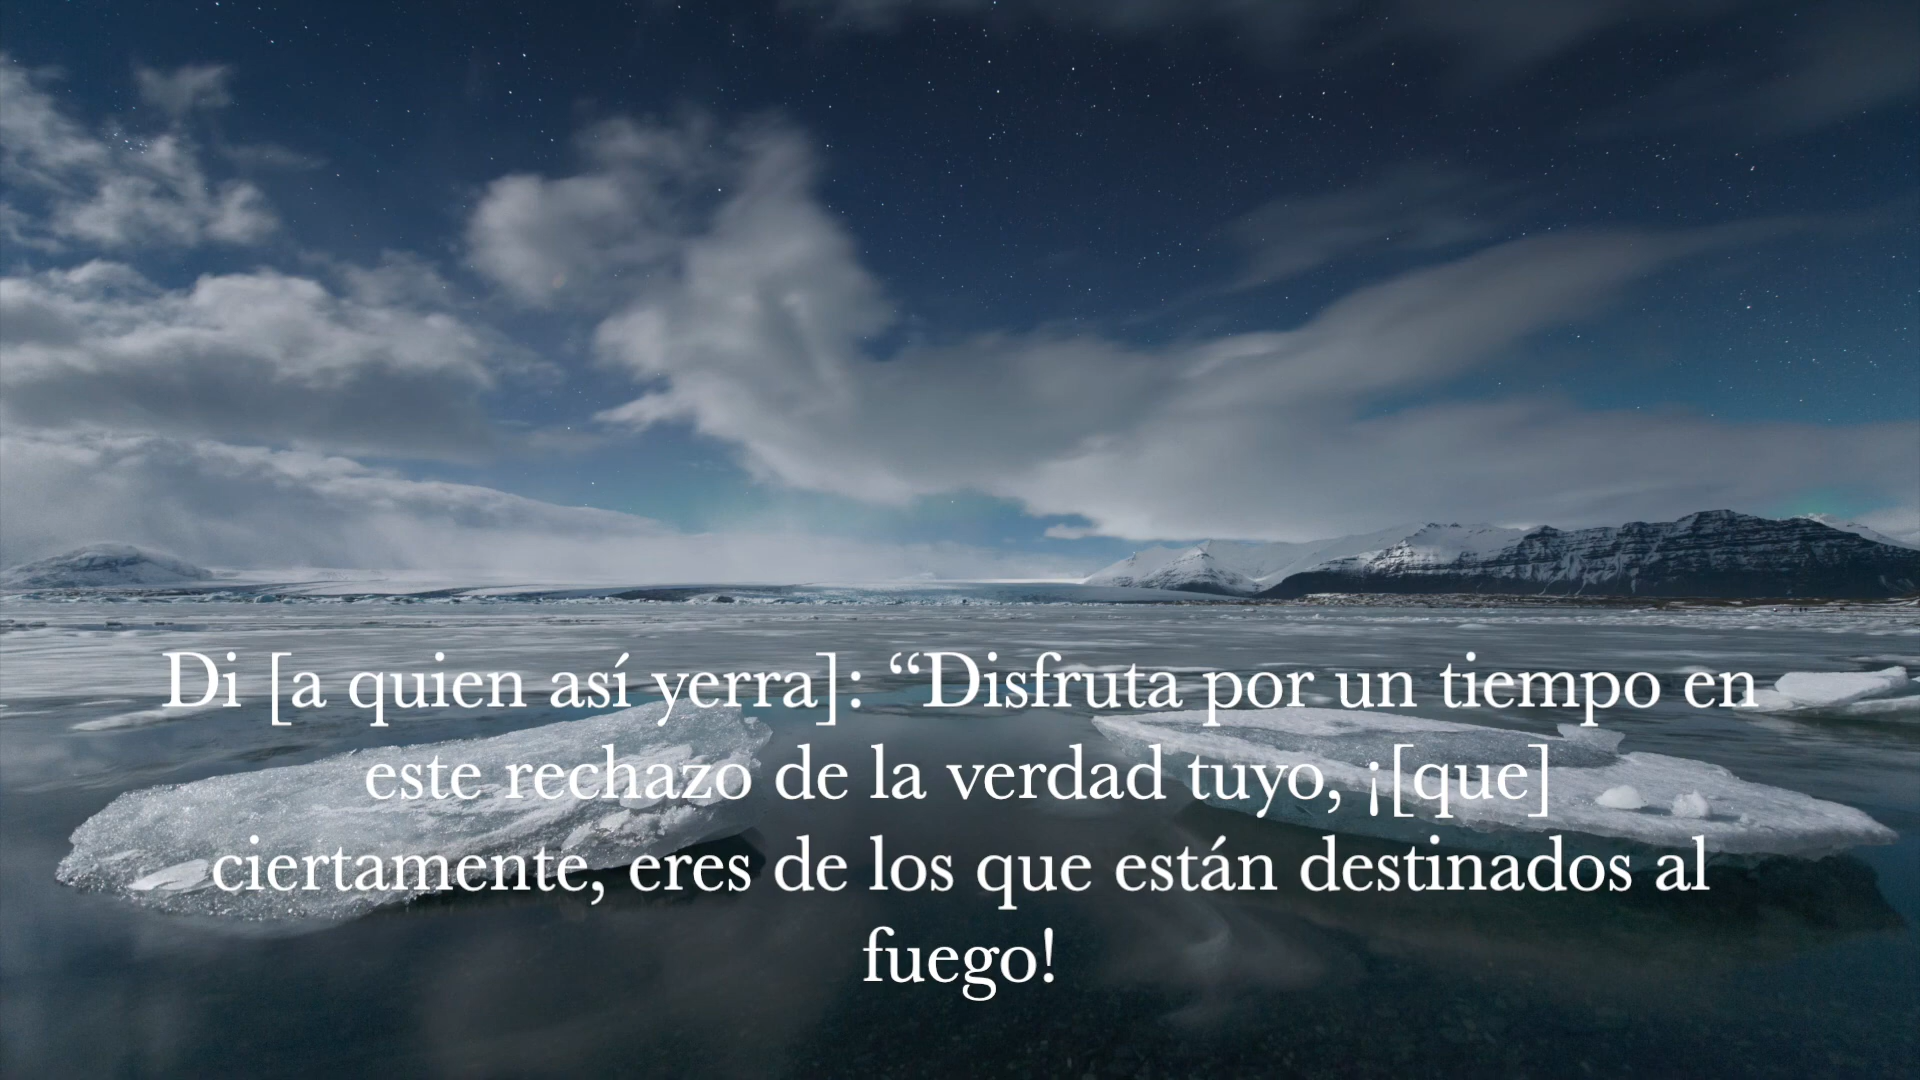 Di [a quien así yerra]: “Disfruta por un tiempo en
este rechazo de la verdad tuyo, ¡[que]
ciertamente, eres de los que están destinados al
fuego!